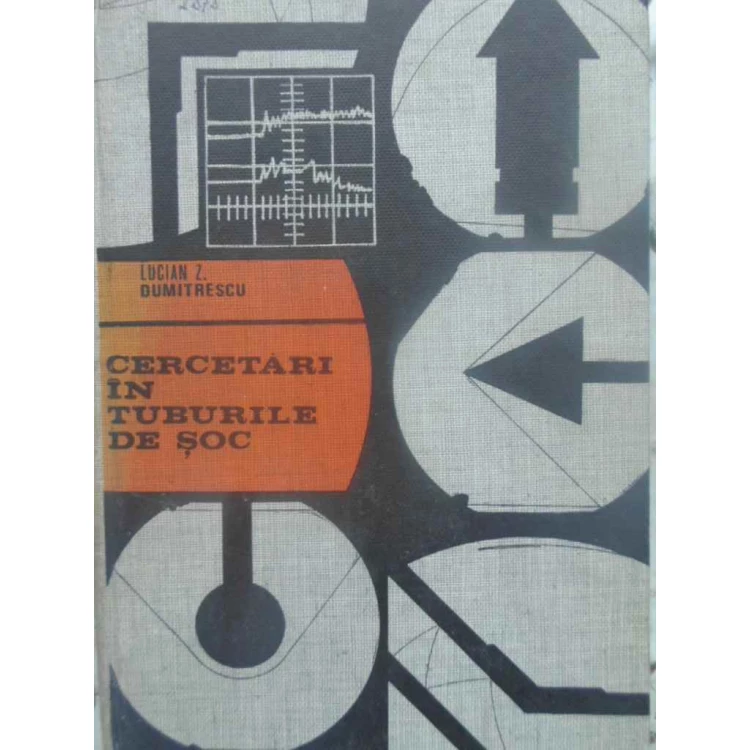 LUCIAN Z.
DUMITRESCU
CERCETĂRI
ÎN
TUBURILE
DE ȘOC